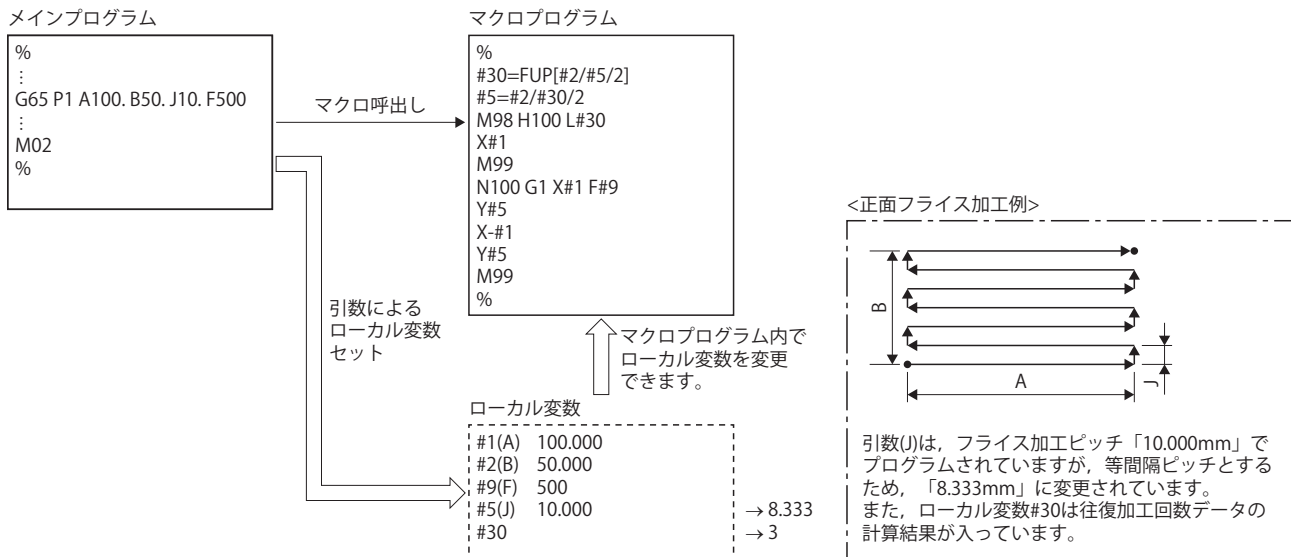 メインプログラム
%
⋮
G65 P1 A100. B50. J10. F500
⋮
M02
%
マクロ呼出し
引数による
ローカル変数
セット
マクロプログラム
%
#30=FUP[#2/#5/2]
#5=#2/#30/2
M98 H100 L#30
X#1
M99
N100 G1 X#1 F#9
Y#5
X-#1
Y#5
M99
%
マクロプログラム内で
ローカル変数を変更
できます。
ローカル変数
#1(A) 100.000
#2(B) 50.000
#9(F) 500
#5(J) 10.000 → 8.333
#30 → 3
<正面フライス加工例>
B
A
J
引数(J)は，フライス加工ピッチ「10.000mm」で
プログラムされていますが，等間隔ピッチとする
ため，「8.333mm」に変更されています。
また，ローカル変数#30は往復加工回数データの
計算結果が入っています。